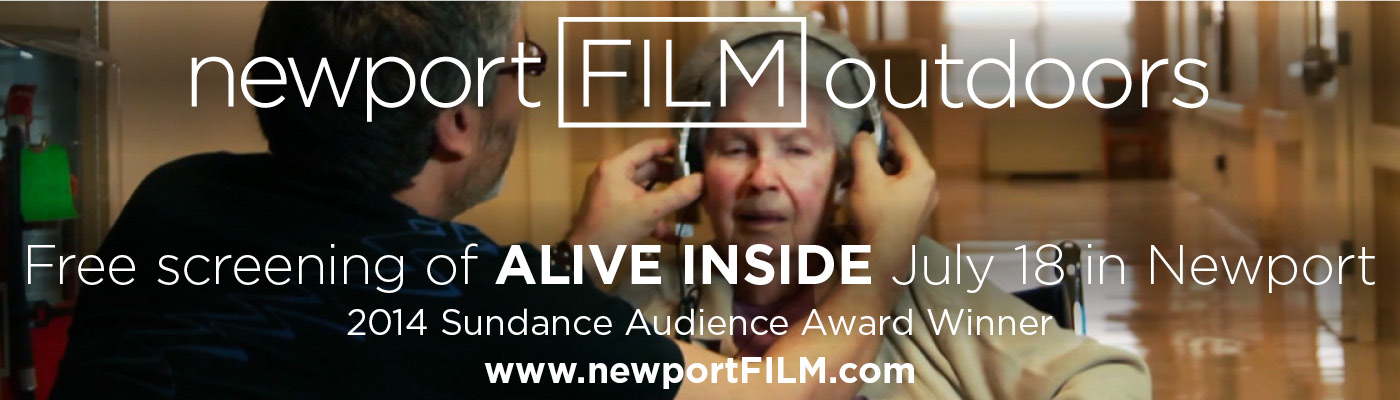 newport FILM outdoors
Free screening of ALIVE INSIDE July 18 in Newport
2014 Sundance Audience Award Winner
www.newportFILM.com